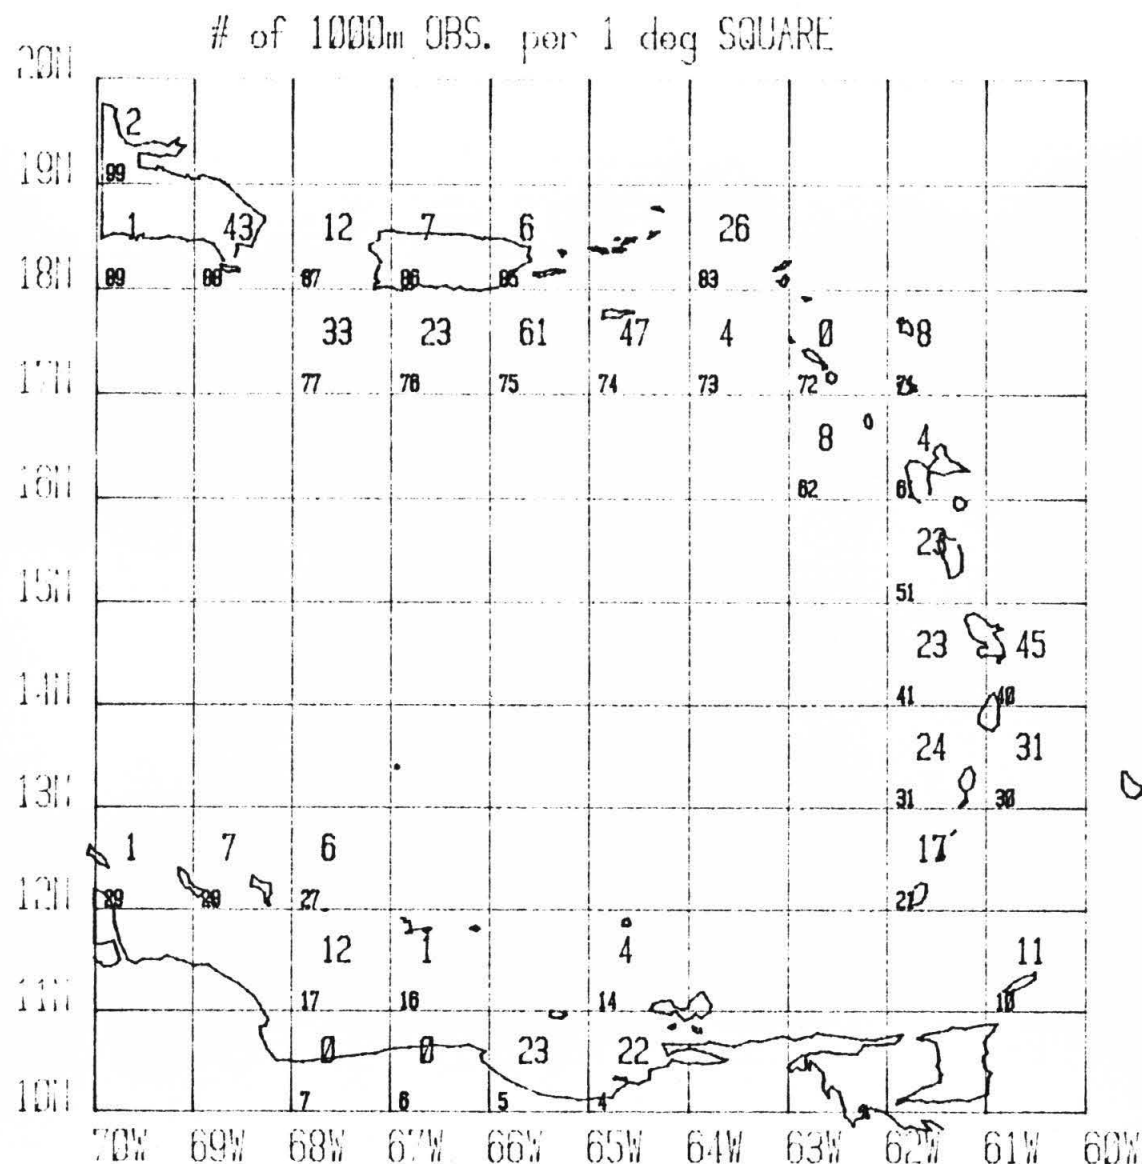 # of 1000m OBS. per 1 deg SQUARE
20N
2
19N 99
1 43 12 7 6 26
18N 89 88 87 86 85 83
33 23 61 47 4 0 8
17N 77 76 75 74 73 72 71
8 4
16N 62 61
23
15N 51
23 45
14N 41 40
24 31
13N 31 30
1 7 6 17
12N 29 28 27 21
12 1 4 11
11N 17 16 14 10
0 0 23 22
10N 7 6 5 4
70W 69W 68W 67W 66W 65W 64W 63W 62W 61W 60W